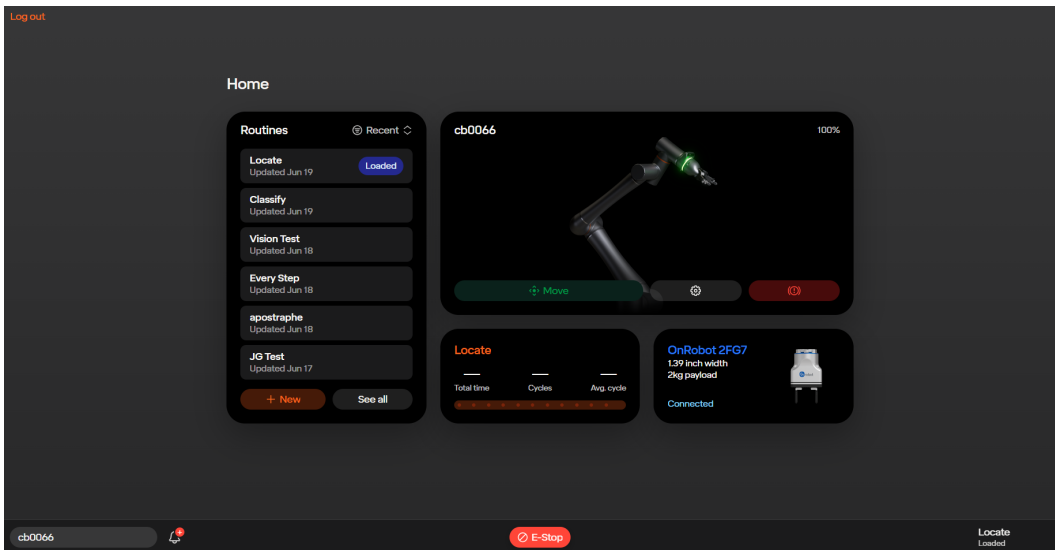 Log out
Home
Routines
Recent
Locate
Updated Jun 19
Loaded
Classify
Updated Jun 19
Vision Test
Updated Jun 18
Every Step
Updated Jun 18
apostraphe
Updated Jun 18
JG Test
Updated Jun 17
+ New
See all
cb0066
100%
Move
Locate
Total time
Cycles
Avg. cycle
OnRobot 2FG7
1.39 inch width
2kg payload
Connected
cb0066
E-Stop
Locate
Loaded